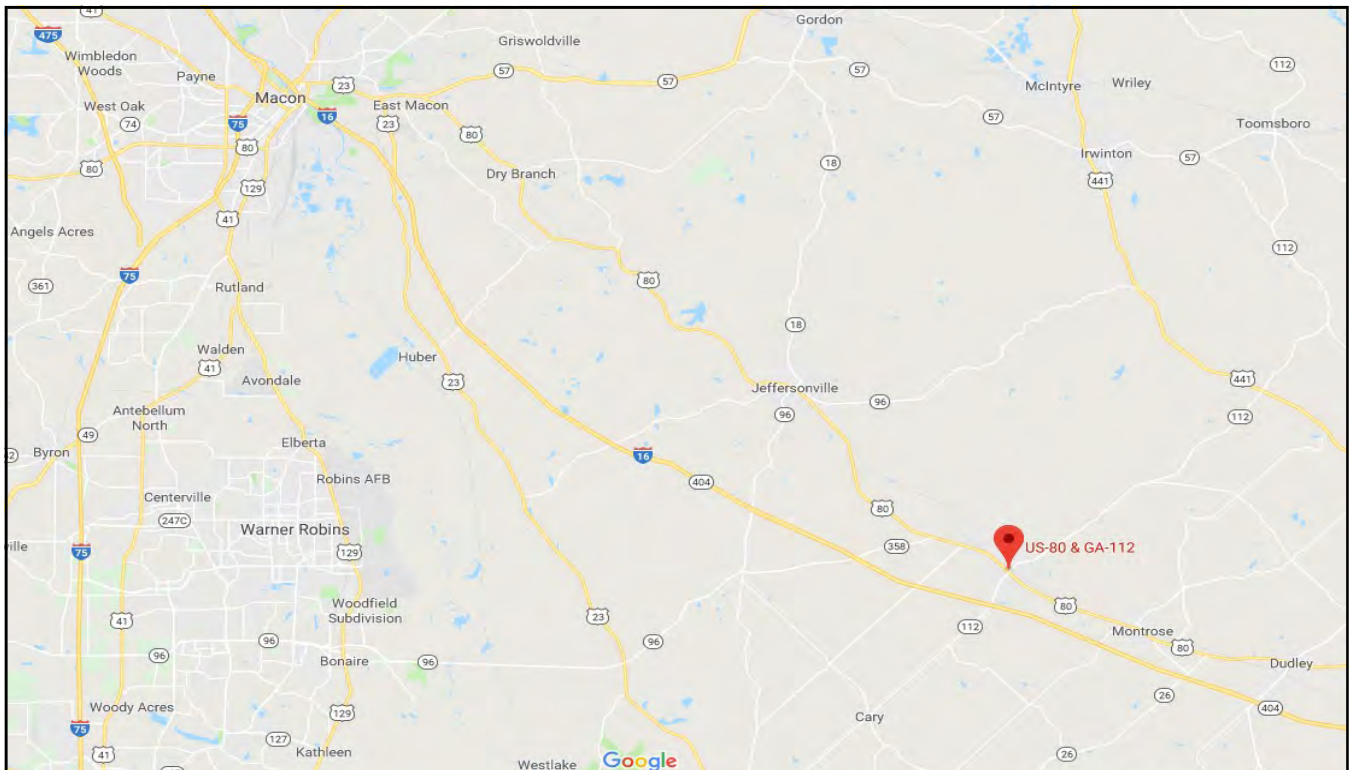 41
Gordon
475
Griswoldville
Wimbledon
Woods
Payne
23
57
57
57
112
McIntyre
Wriley
Macon
East Macon
West Oak
74
75
16
23
80
57
Toomsboro
80
80
18
Irwinton
57
129
Dry Branch
441
41
Angels Acres
112
75
80
361
Rutland
18
Walden
Huber
41
Avondale
23
Jeffersonville
441
96
96
112
Antebellum
North
49
Elberta
Byron
16
Robins AFB
404
Centerville
80
247C
Warner Robins
ville
75
129
358
US-80 & GA-112
Woodfield
Subdivision
80
41
23
112
Montrose
96
96
96
80
Bonaire
96
Dudley
26
Woody Acres
129
404
75
Cary
127
41
Kathleen
26
Westlake
Google